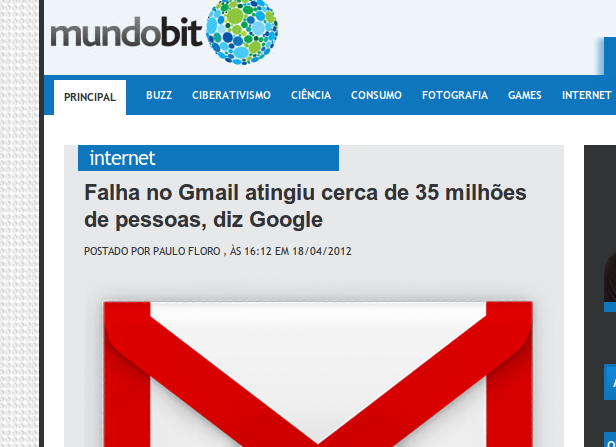 mundobit
PRINCIPAL BUZZ CIBERATIVISMO CIÊNCIA CONSUMO FOTOGRAFIA GAMES INTERNET
internet
Falha no Gmail atingiu cerca de 35 milhões
de pessoas, diz Google
POSTADO POR PAULO FLORO , ÀS 16:12 EM 18/04/2012